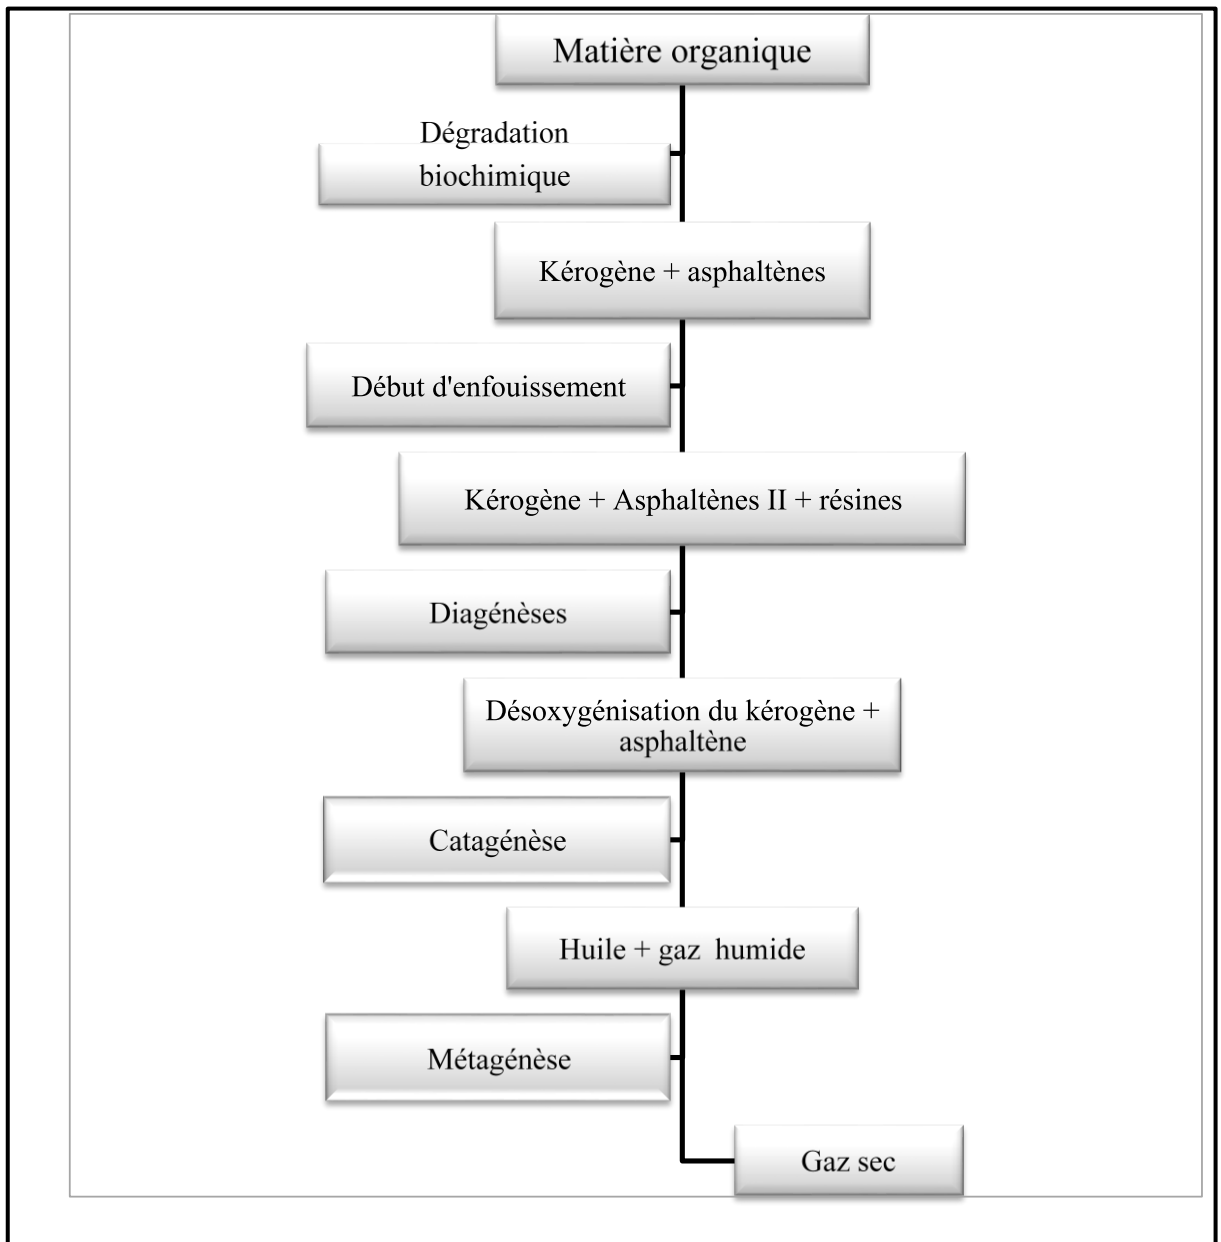 Matière organique
Dégradation
biochimique
Kérogène + asphaltènes
Début d'enfouissement
Kérogène + Asphaltènes II + résines
Diagénèses
Désoxygénisation du kérogène +
asphaltène
Catagénèse
Huile + gaz humide
Métagénèse
Gaz sec